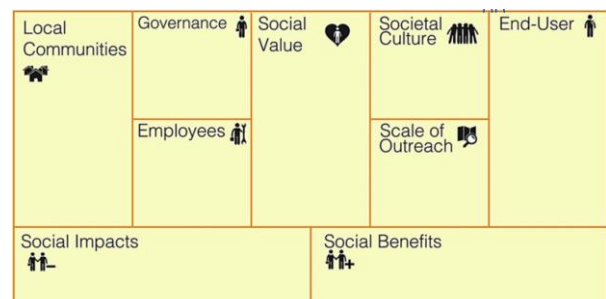 Local
Communities
Governance
Employees
Social
Value
Societal
Culture
Scale of
Outreach
End-User
Social Impacts
Social Benefits